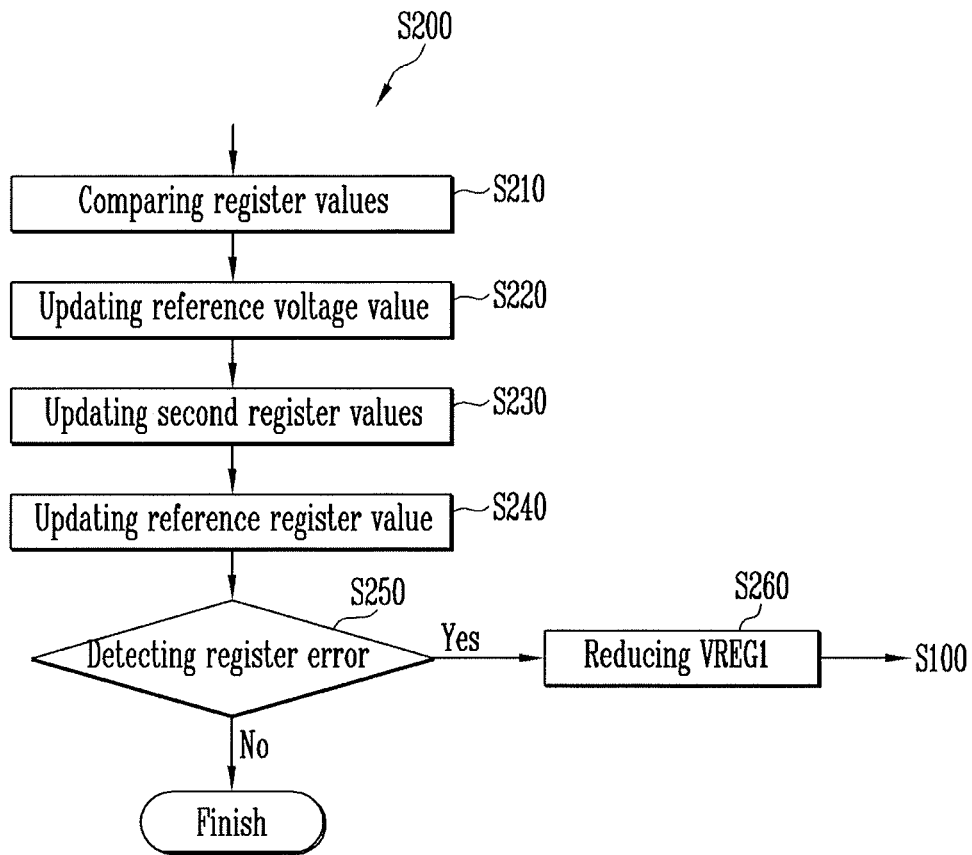 S200
Comparing register values
S210
Updating reference voltage value
S220
Updating second register values
S230
Updating reference register value
S240
S250
Detecting register error
Yes
S260
Reducing VREG1
S100
No
Finish